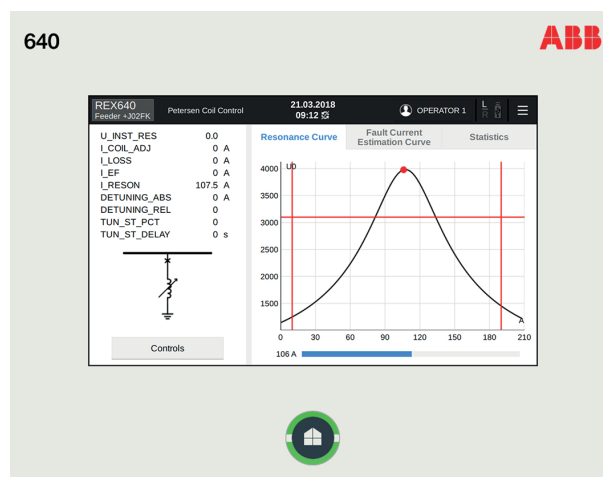 640
ABB
REX640
Feeder +J02FK
Petersen Coil Control
21.03.2018
09:12
OPERATOR 1
L
R
Resonance Curve
Fault Current
Estimation Curve
Statistics
U_INST_RES 0.0
I_COIL_ADJ 0 A
I_LOSS 0 A
I_EF 0 A
I_RESON 107.5 A
DETUNING_ABS 0 A
DETUNING_REL 0
TUN_ST_PCT 0
TUN_ST_DELAY 0 s
Controls
U0
4000
3500
3000
2500
2000
1500
A
0 30 60 90 120 150 180 210
106 A